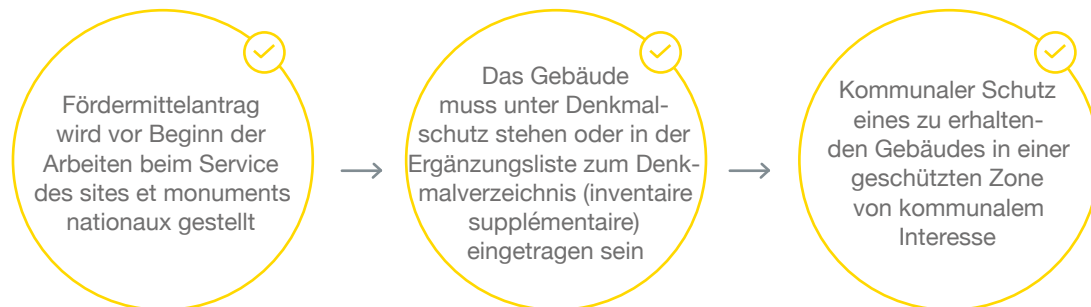 Fördermittelantrag
wird vor Beginn der
Arbeiten beim Service
des sites et monuments
nationaux gestellt
Das Gebäude
muss unter Denkmal-
schutz stehen oder in der
Ergänzungsliste zum Denk-
malverzeichnis (inventaire
supplémentaire)
eingetragen sein
Kommunaler Schutz
eines zu erhalten-
den Gebäudes in einer
geschützten Zone
von kommunalem
Interesse